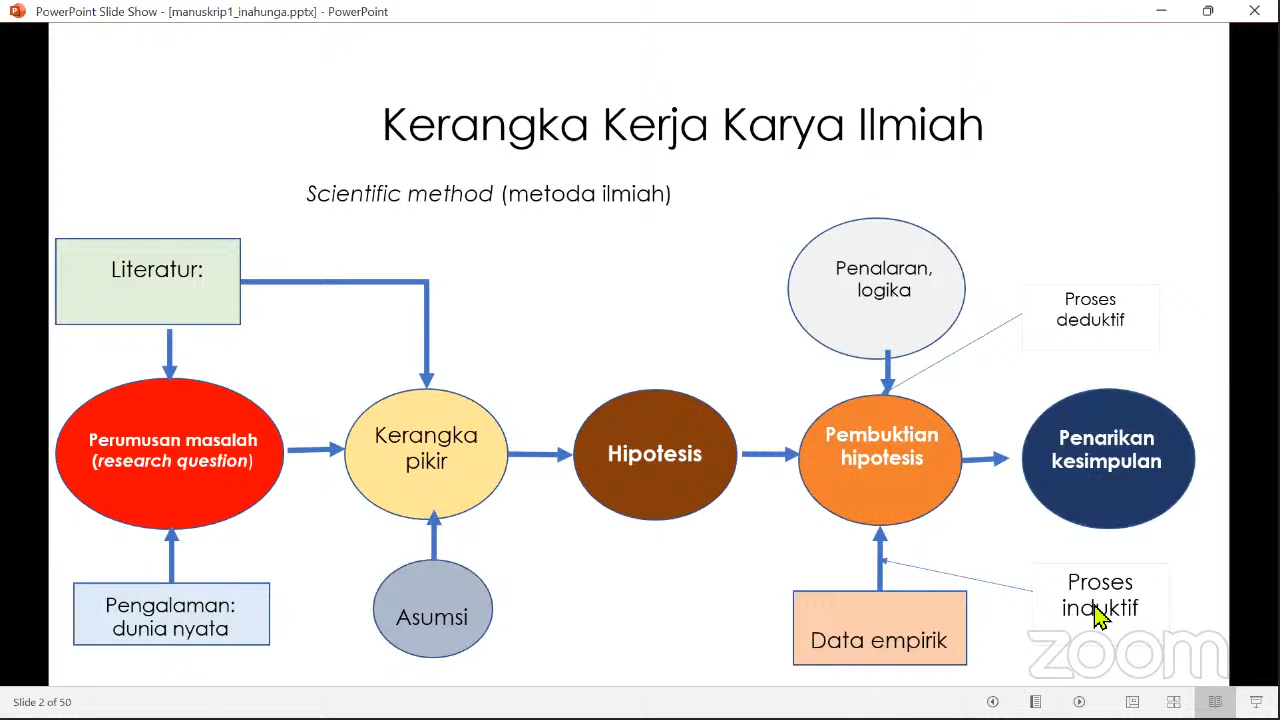 PowerPoint Slide Show - [manuskrip1_inahunga.pptx] - PowerPoint
Kerangka Kerja Karya Ilmiah
Scientific method (metoda ilmiah)
Literatur:
Penalaran,
logika
Proses
deduktif
Perumusan masalah
(research question)
Kerangka
pikir
Hipotesis
Pembuktian
hipotesis
Penarikan
kesimpulan
Pengalaman:
dunia nyata
Asumsi
Data empirik
Proses
induktif
zoom
Slide 2 of 50